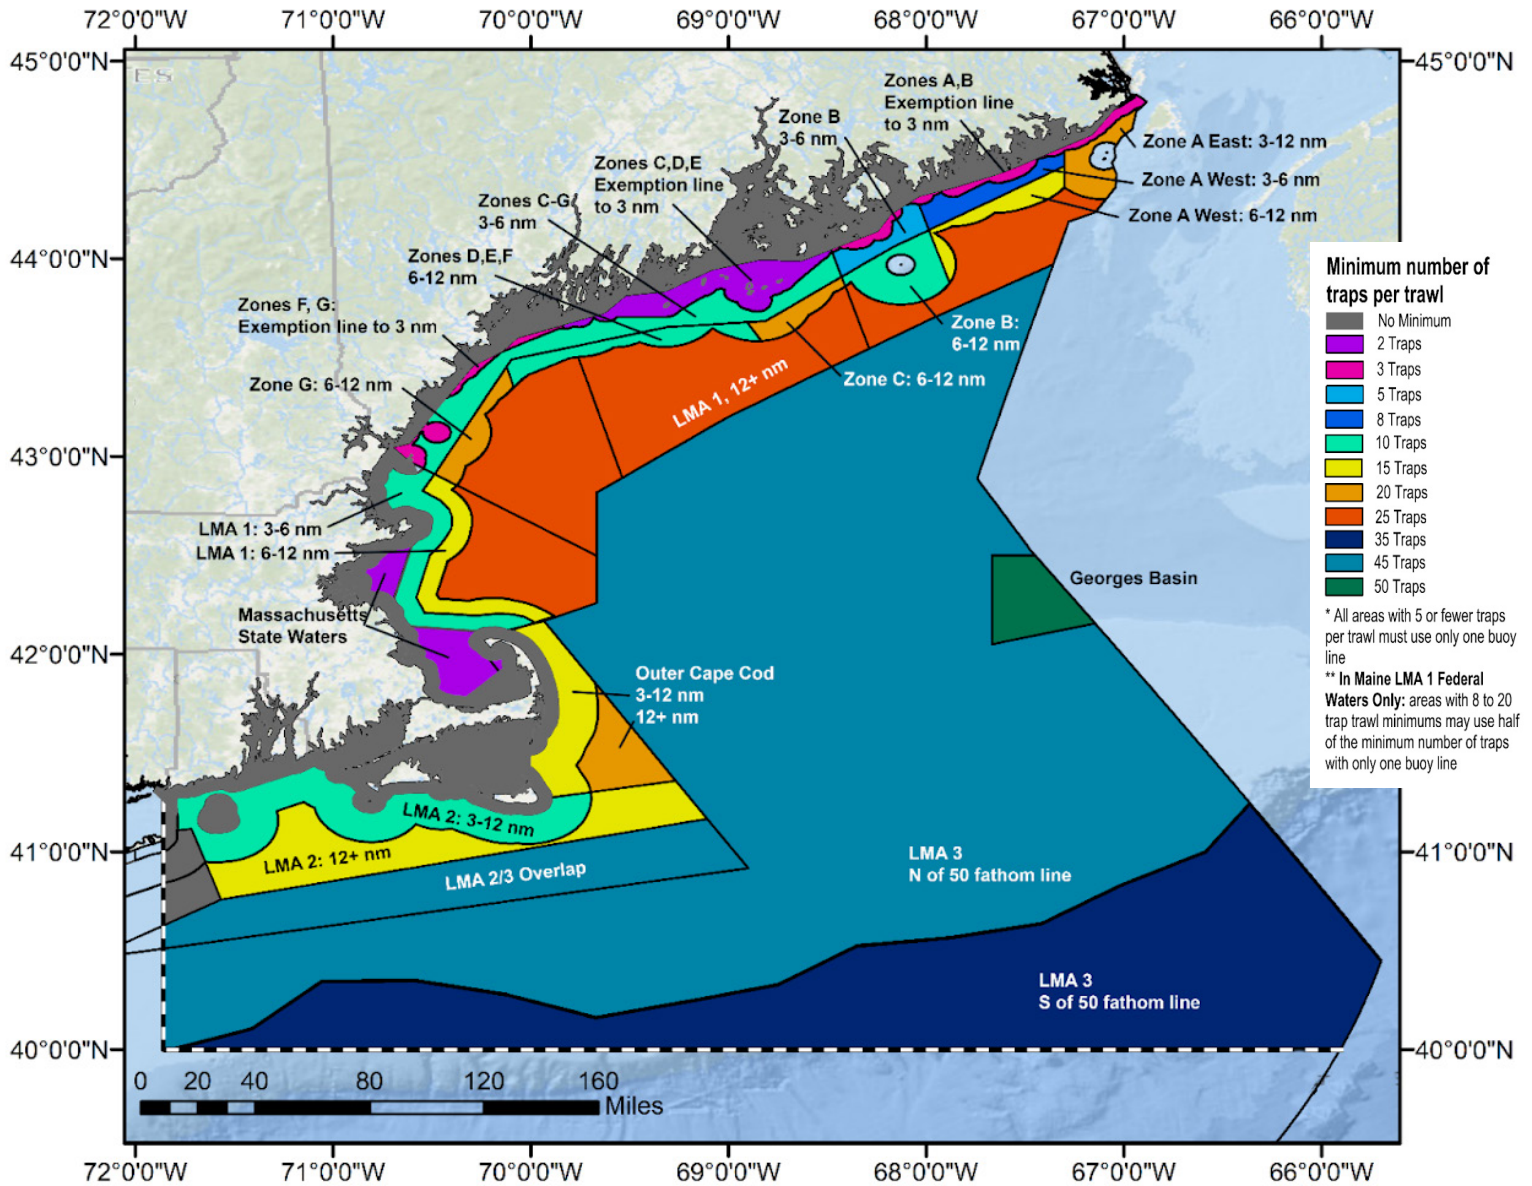 72°0'0"W 71°0'0"W 70°0'0"W 69°0'0"W 68°0'0"W 67°0'0"W 66°0'0"W
45°0'0"N
45°0'0"N
E S
Zones A,B
Exemption line
to 3 nm
Zone B
3-6 nm
Zone A East: 3-12 nm
Zones C,D,E
Exemption line
to 3 nm
Zone A West: 3-6 nm
Zones C-G
3-6 nm
Zone A West: 6-12 nm
44°0'0"N
Zones D,E,F
6-12 nm
Zones F, G:
Exemption line to 3 nm
Zone B:
6-12 nm
Zone G: 6-12 nm
Zone C: 6-12 nm
LMA 1, 12+ nm
43°0'0"N
LMA 1: 3-6 nm
LMA 1: 6-12 nm
Georges Basin
Massachusetts
State Waters
42°0'0"N
Outer Cape Cod
3-12 nm
12+ nm
LMA 2: 3-12 nm
LMA 2: 12+ nm
LMA 2/3 Overlap
41°0'0"N
41°0'0"N
LMA 3
N of 50 fathom line
LMA 3
S of 50 fathom line
40°0'0"N
40°0'0"N
0 20 40 80 120 160
Miles
72°0'0"W 71°0'0"W 70°0'0"W 69°0'0"W 68°0'0"W 67°0'0"W 66°0'0"W
Minimum number of
traps per trawl
No Minimum
2 Traps
3 Traps
5 Traps
8 Traps
10 Traps
15 Traps
20 Traps
25 Traps
35 Traps
45 Traps
50 Traps
* All areas with 5 or fewer traps
per trawl must use only one buoy
line
** In Maine LMA 1 Federal
Waters Only: areas with 8 to 20
trap trawl minimums may use half
of the minimum number of traps
with only one buoy line